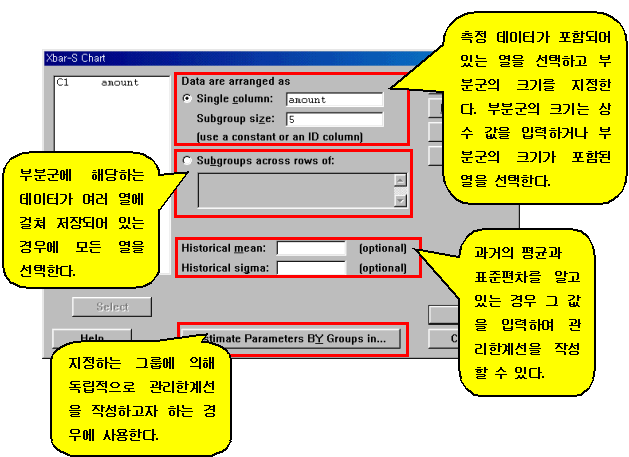 Xbar-S Chart
C1 amount
Data are arranged as
Single column: amount
Subgroup size: 5
(use a constant or an ID column)
Subgroups across rows of:
Historical mean: (optional)
Historical sigma: (optional)
Select
Help
stimate Parameters BY Groups in...
C
측정 데이터가 포함되어
있는 열을 선택하고 부
분군의 크기를 지정한
다. 부분군의 크기는 상
수 값을 입력하거나 부
분군의 크기가 포함된
열을 선택한다.
부분군에 해당하는
데이터가 여러 열에
걸쳐 저장되어 있는
경우에 모든 열을
선택한다.
과거의 평균과
표준편차를 알고
있는 경우 그 값
을 입력하여 관
리한계선을 작성
할 수 있다.
지정하는 그룹에 의해
독립적으로 관리한계선
을 작성하고자 하는 경
우에 사용한다.